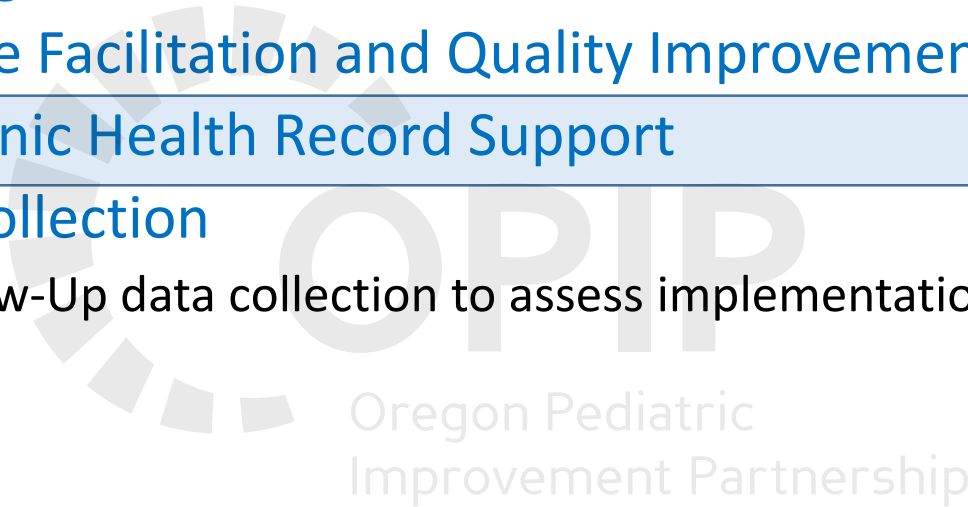 e Facilitation and Quality Improvemen
nic Health Record Support
ollection
w-Up data collection to assess implementatio
OPIP
Oregon Pediatric
Improvement Partnership